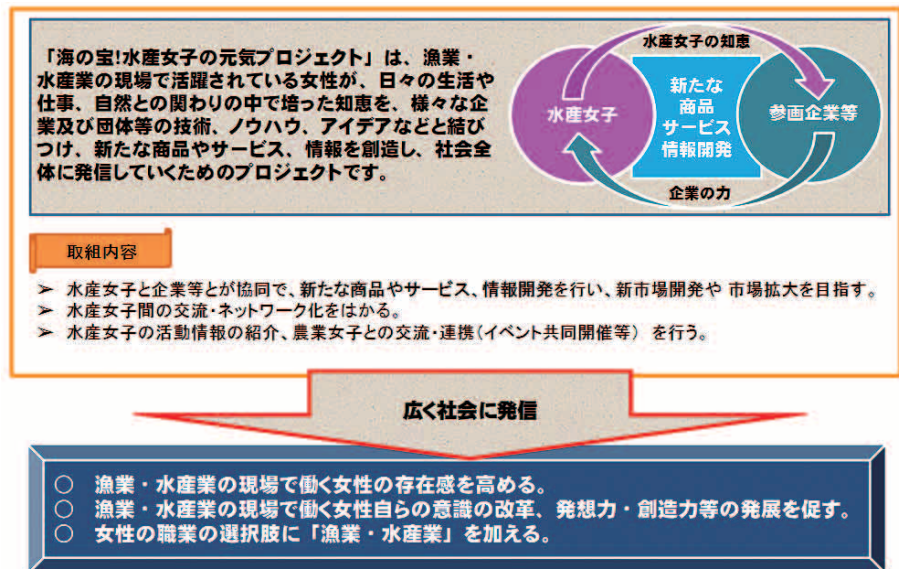 「海の宝!水産女子の元気プロジェクト」は、漁業・
水産業の現場で活躍されている女性が、日々の生活や
仕事、自然との関わりの中で培った知恵を、様々な企
業及び団体等の技術、ノウハウ、アイデアなどと結び
つけ、新たな商品やサービス、情報を創造し、社会全
体に発信していくためのプロジェクトです。
水産女子の知恵
水産女子
新たな
商品
サービス
情報開発
参画企業等
企業の力
取組内容
➢ 水産女子と企業等とが協同で、新たな商品やサービス、情報開発を行い、新市場開発や 市場拡大を目指す。
➢ 水産女子間の交流・ネットワーク化をはかる。
➢ 水産女子の活動情報の紹介、農業女子との交流・連携(イベント共同開催等) を行う。
広く社会に発信
○ 漁業・水産業の現場で働く女性の存在感を高める。
○ 漁業・水産業の現場で働く女性自らの意識の改革、発想力・創造力等の発展を促す。
○ 女性の職業の選択肢に「漁業・水産業」を加える。